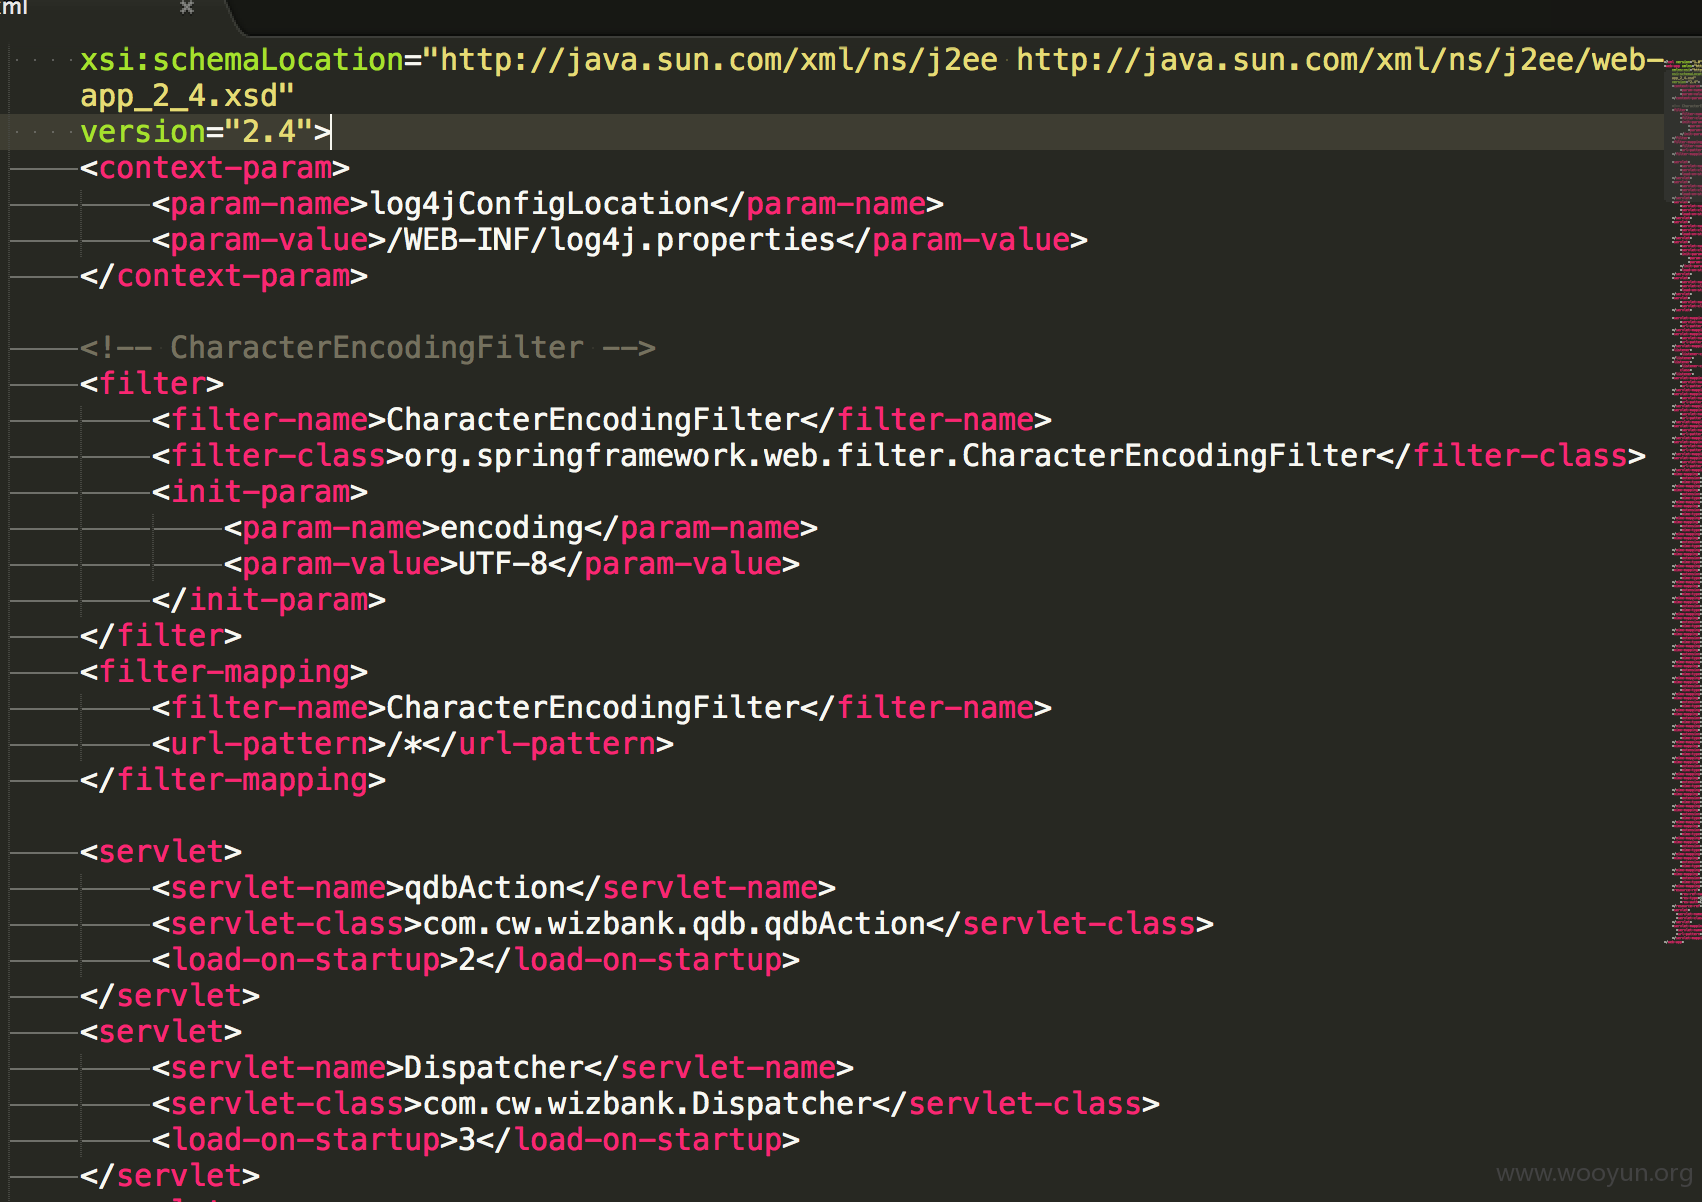 xml
xsi:schemaLocation="http://java.sun.com/xml/ns/j2ee http://java.sun.com/xml/ns/j2ee/web-
app_2_4.xsd"
version="2.4">
<context-param>
<param-name>log4jConfigLocation</param-name>
<param-value>/WEB-INF/log4j.properties</param-value>
</context-param>
<!-- CharacterEncodingFilter -->
<filter>
<filter-name>CharacterEncodingFilter</filter-name>
<filter-class>org.springframework.web.filter.CharacterEncodingFilter</filter-class>
<init-param>
<param-name>encoding</param-name>
<param-value>UTF-8</param-value>
</init-param>
</filter>
<filter-mapping>
<filter-name>CharacterEncodingFilter</filter-name>
<url-pattern>/*</url-pattern>
</filter-mapping>
<servlet>
<servlet-name>qdbAction</servlet-name>
<servlet-class>com.cw.wizbank.qdb.qdbAction</servlet-class>
<load-on-startup>2</load-on-startup>
</servlet>
<servlet>
<servlet-name>Dispatcher</servlet-name>
<servlet-class>com.cw.wizbank.Dispatcher</servlet-class>
<load-on-startup>3</load-on-startup>
</servlet>
www.wooyun.org